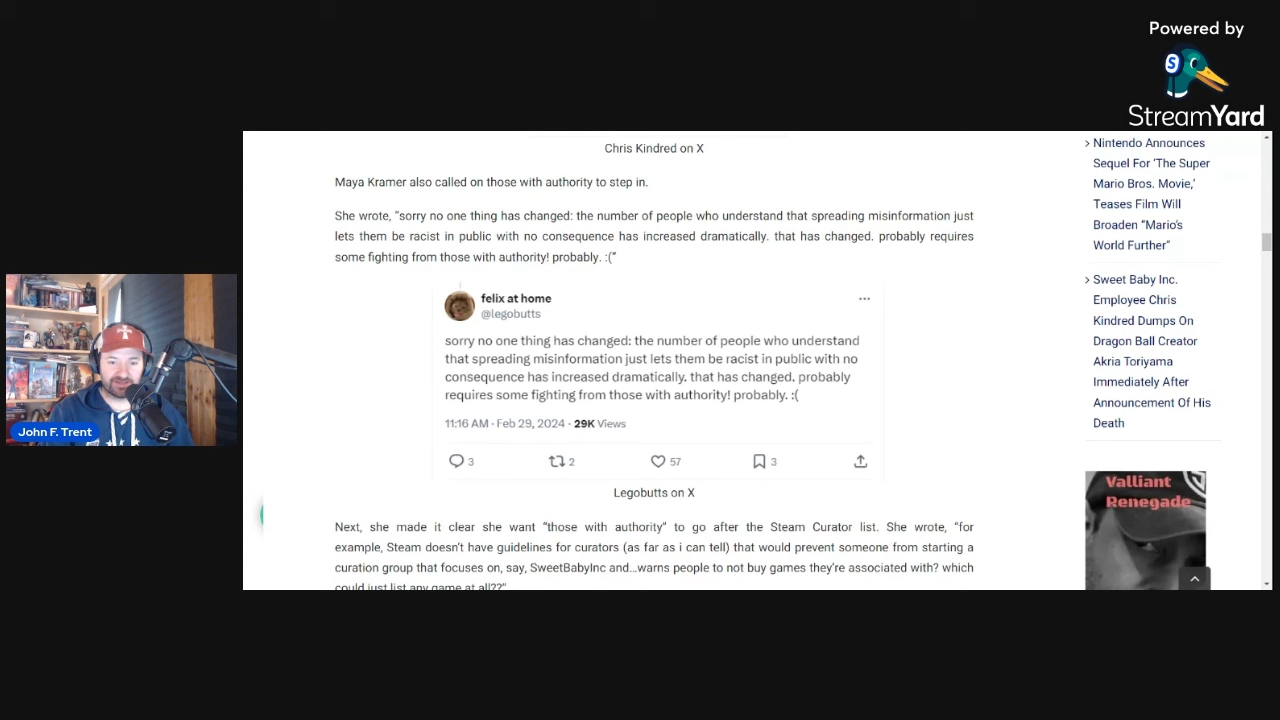 Powered by
StreamYard
John F. Trent
Chris Kindred on X
Maya Kramer also called on those with authority to step in.
She wrote, “sorry no one thing has changed: the number of people who understand that spreading misinformation just
lets them be racist in public with no consequence has increased dramatically. that has changed. probably requires
some fighting from those with authority! probably. :(“
felix at home
@legobutts
sorry no one thing has changed: the number of people who understand
that spreading misinformation just lets them be racist in public with no
consequence has increased dramatically. that has changed. probably
requires some fighting from those with authority! probably. :(
11:16 AM · Feb 29, 2024 · 29K Views
3 2 57 3
Legobutts on X
Next, she made it clear she want “those with authority” to go after the Steam Curator list. She wrote, “for
example, Steam doesn’t have guidelines for curators (as far as i can tell) that would prevent someone from starting a
curation group that focuses on, say, SweetBabyInc and…warns people to not buy games they’re associated with? which
could just list any game at all??”
Nintendo Announces
Sequel For ‘The Super
Mario Bros. Movie,’
Teases Film Will
Broaden “Mario’s
World Further”
Sweet Baby Inc.
Employee Chris
Kindred Dumps On
Dragon Ball Creator
Akria Toriyama
Immediately After
Announcement Of His
Death
Valliant
Renegade